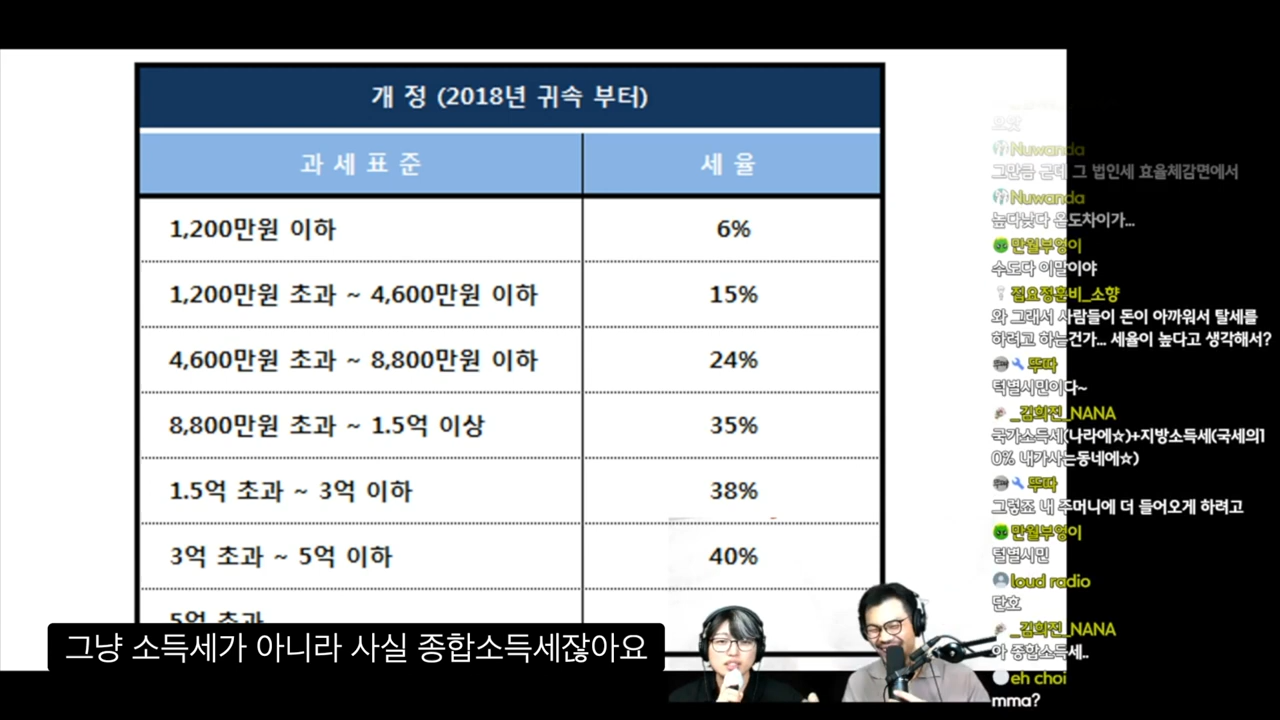 개 정 (2018년 귀속 부터)
과 세 표 준 세 율
1,200만원 이하 6%
1,200만원 초과 ~ 4,600만원 이하 15%
4,600만원 초과 ~ 8,800만원 이하 24%
8,800만원 초과 ~ 1.5억 이상 35%
1.5억 초과 ~ 3억 이하 38%
3억 초과 ~ 5억 이하 40%
5억 초과
그냥 소득세가 아니라 사실 종합소득세잖아요
으앗
Nuwanda
그만큼 근데 그 법인세 효율체감면에서
Nuwanda
높다낮다 온도차이가...
만월부엉이
수도다 이말이야
점요정훈비_소향
와 그래서 사람들이 돈이 아까워서 탈세를
하려고 하는건가... 세율이 높다고 생각해서?
뚜따
턱별시민이다~
_김희진_NANA
국가소득세(나라에☆)+지방소득세(국세의1
0% 내가사는동네에☆)
뚜따
그렇죠 내 주머니에 더 들어오게 하려고
만월부엉이
털별시민
loud radio
단호
_김희진_NANA
아 종합소득세..
eh choi
mma?